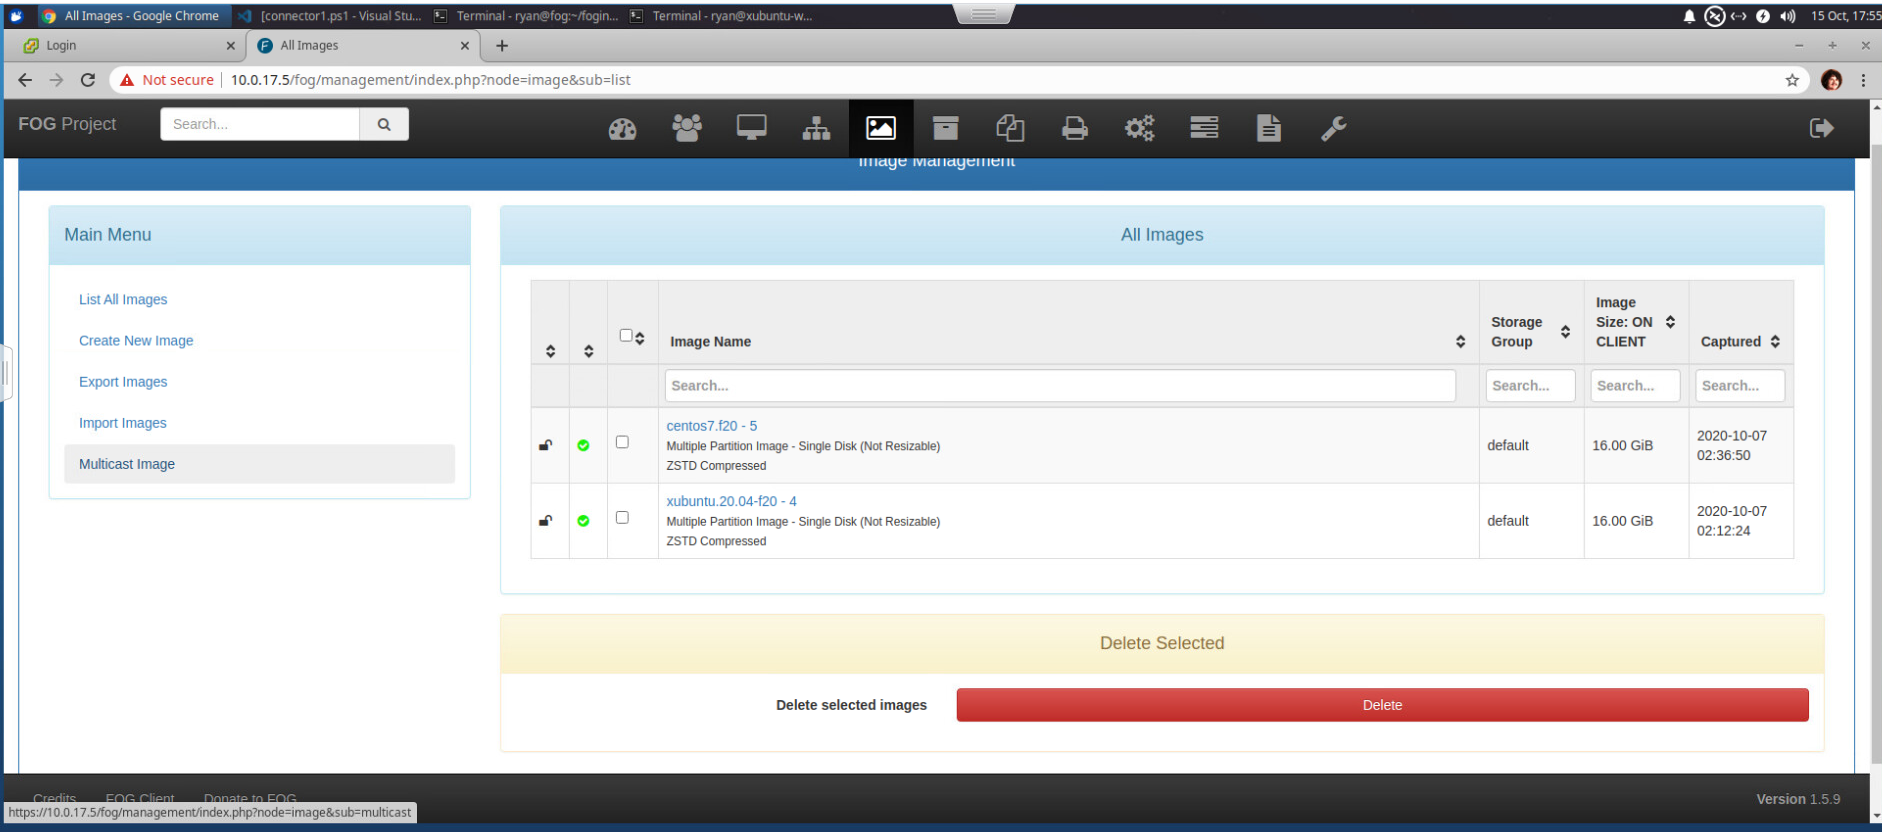 All Images - Google Chrome
[connector1.ps1 - Visual Stu...
Terminal - ryan@fog:~/fogin...
Terminal - ryan@xubuntu-w...
15 Oct, 17:55
Login
All Images
Not secure
10.0.17.5/fog/management/index.php?node=image&sub=list
FOG Project
Search...
Image Management
Main Menu
List All Images
Create New Image
Export Images
Import Images
Multicast Image
All Images
Image Name
Storage
Group
Image
Size: ON
CLIENT
Captured
Search...
Search...
Search...
Search...
centos7.f20 - 5
Multiple Partition Image - Single Disk (Not Resizable)
ZSTD Compressed
default
16.00 GiB
2020-10-07
02:36:50
xubuntu.20.04-f20 - 4
Multiple Partition Image - Single Disk (Not Resizable)
ZSTD Compressed
default
16.00 GiB
2020-10-07
02:12:24
Delete Selected
Delete selected images
Delete
Credits
FOG Client
Donate to FOG
Version 1.5.9
https://10.0.17.5/fog/management/index.php?node=image&sub=multicast